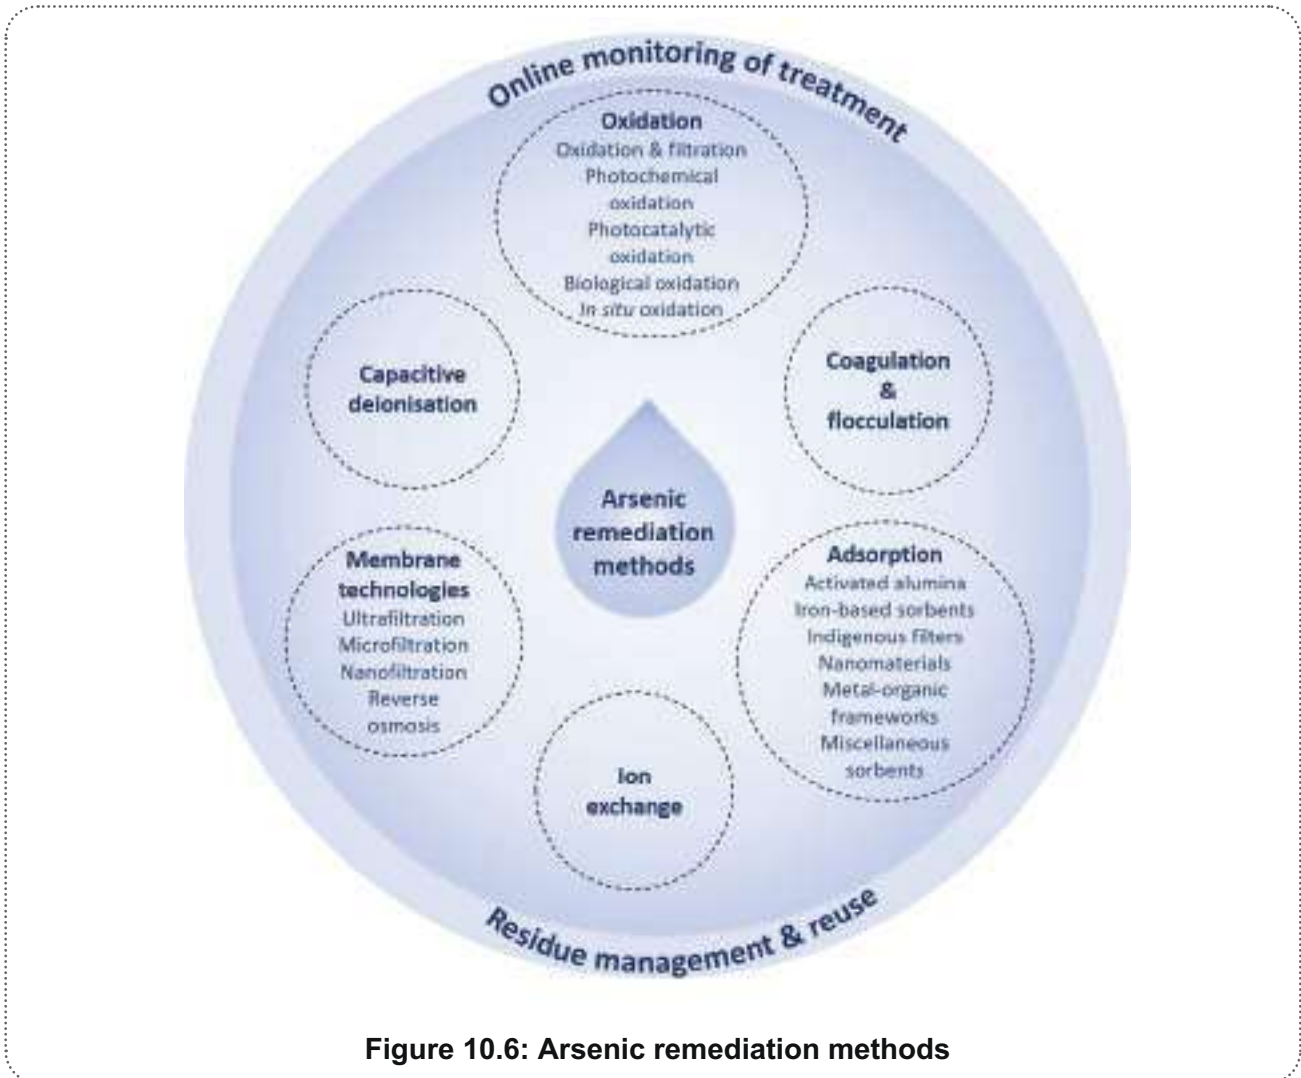 Online monitoring of treatment
Oxidation
Oxidation & filtration
Photochemical
oxidation
Photocatalytic
oxidation
Biological oxidation
In situ oxidation
Capacitive
deionisation
Coagulation
&
flocculation
Arsenic
remediation
methods
Membrane
technologies
Ultrafiltration
Microfiltration
Nanofiltration
Reverse
osmosis
Adsorption
Activated alumina
Iron-based sorbents
Indigenous filters
Nanomaterials
Metal-organic
frameworks
Miscellaneous
sorbents
Ion
exchange
Residue management & reuse
Figure 10.6: Arsenic remediation methods